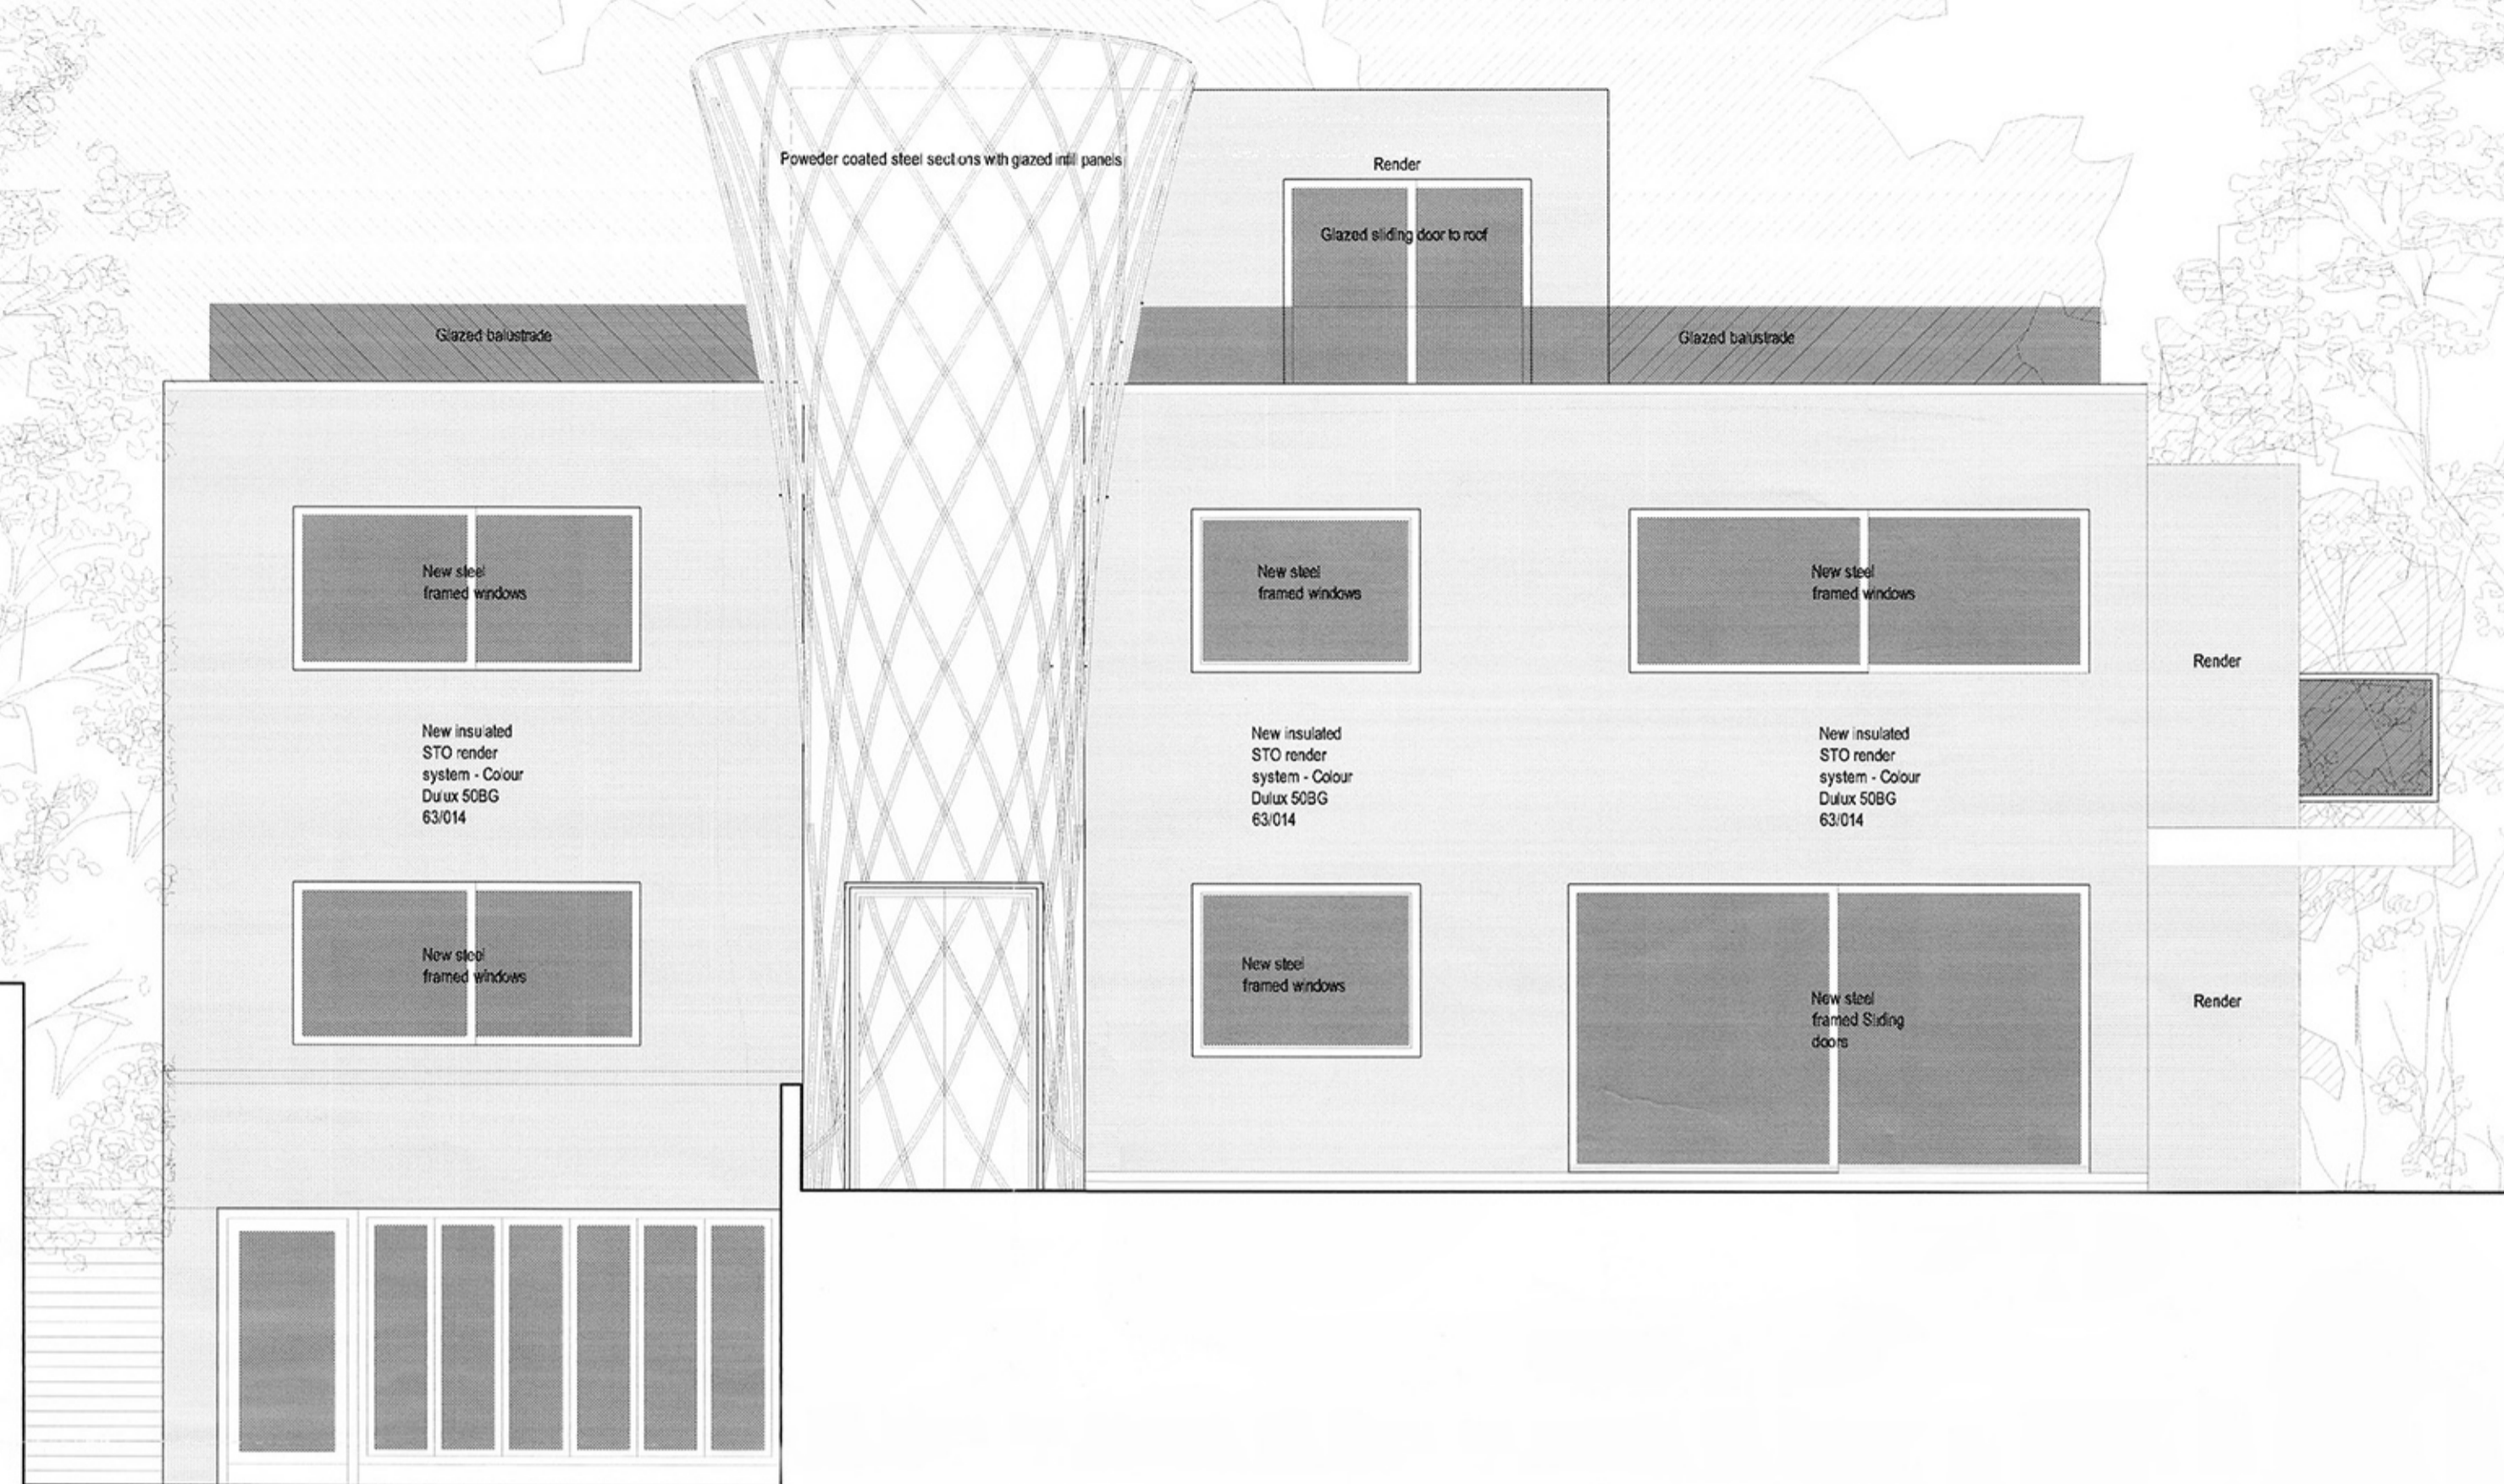 Poweder coated steel sections with glazed infill panels
Render
Glazed sliding door to roof
Glazed balustrade
Glazed balustrade
New steel
framed windows
New steel
framed windows
New steel
framed windows
Render
New insulated
STO render
system - Colour
Dulux 50BG
63/014
New insulated
STO render
system - Colour
Dulux 50BG
63/014
New insulated
STO render
system - Colour
Dulux 50BG
63/014
New steel
framed windows
New steel
framed windows
New steel
framed Sliding
doors
Render